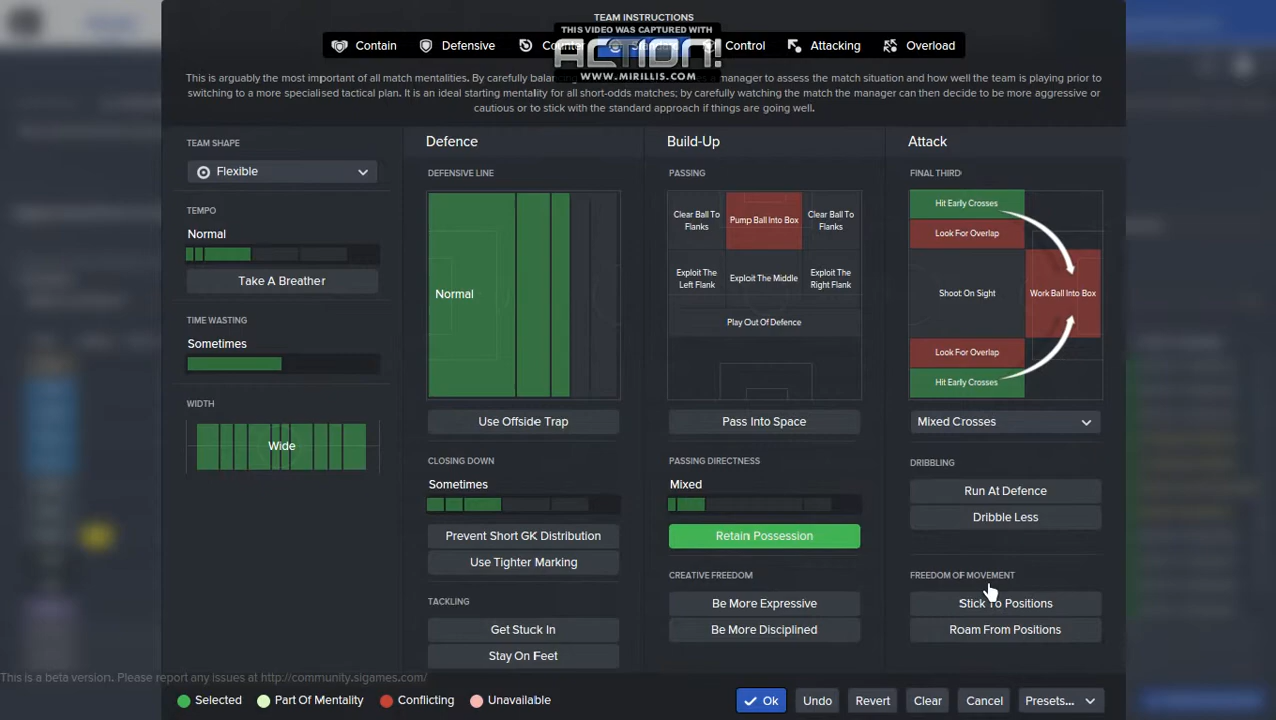 TEAM INSTRUCTIONS
THIS VIDEO WAS CAPTURED WITH
Contain
Defensive
Control
Attacking
Overload
ACTION!
WWW.MIRILLIS.COM
This is arguably the most important of all match mentalities. By carefully a manager to assess the match situation and how well the team is playing prior to
switching to a more specialised tactical plan. It is an ideal starting mentality for all short-odds matches; by carefully watching the match the manager can then decide to be more aggressive or
cautious or to stick with the standard approach if things are going well.
TEAM SHAPE
Flexible
TEMPO
Normal
Take A Breather
TIME WASTING
Sometimes
WIDTH
Wide
Defence
DEFENSIVE LINE
Normal
Use Offside Trap
CLOSING DOWN
Sometimes
Prevent Short GK Distribution
Use Tighter Marking
TACKLING
Get Stuck In
Stay On Feet
Build-Up
PASSING
Clear Ball To
Flanks
Pump Ball Into Box
Clear Ball To
Flanks
Exploit The
Left Flank
Exploit The Middle
Exploit The
Right Flank
Play Out Of Defence
Pass Into Space
PASSING DIRECTNESS
Mixed
Retain Possession
CREATIVE FREEDOM
Be More Expressive
Be More Disciplined
Attack
FINAL THIRD
Hit Early Crosses
Look For Overlap
Shoot On Sight
Work Ball Into Box
Look For Overlap
Hit Early Crosses
Mixed Crosses
DRIBBLING
Run At Defence
Dribble Less
FREEDOM OF MOVEMENT
Stick To Positions
Roam From Positions
This is a beta version. Please report any issues at http://community.sigames.com/
Selected
Part Of Mentality
Conflicting
Unavailable
Ok
Undo
Revert
Clear
Cancel
Presets...